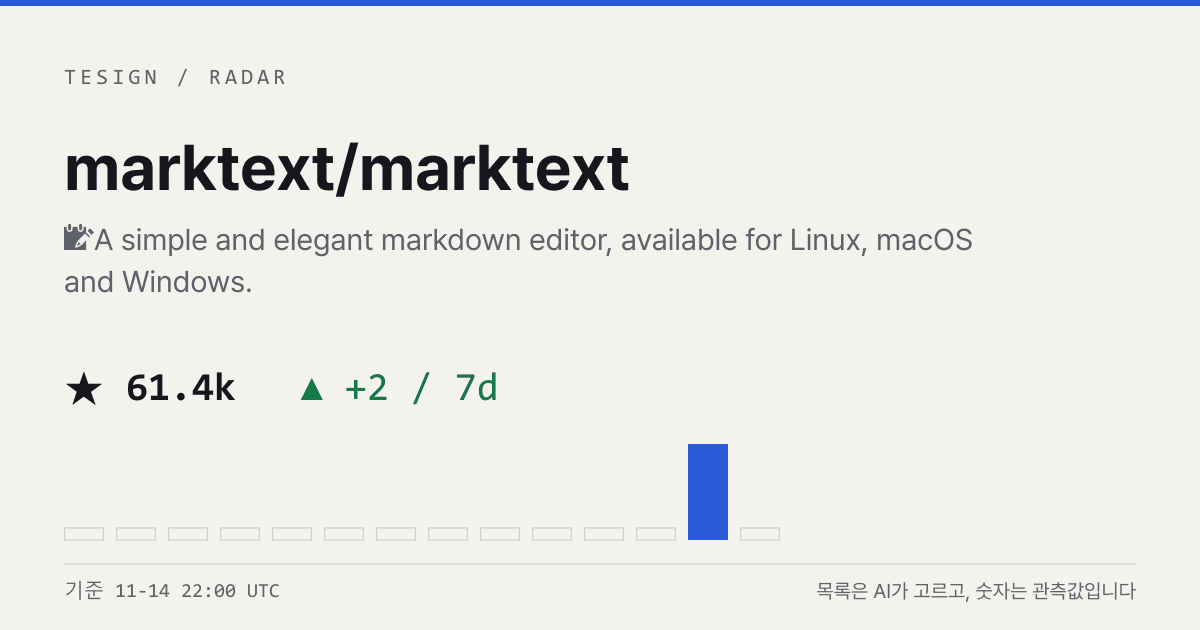 TESIGN / RADAR
marktext/marktext
📝A simple and elegant markdown editor, available for Linux, macOS
and Windows.
★ 61.4k ▲ +2 / 7d
기준 11-14 22:00 UTC
목록은 AI가 고르고, 숫자는 관측값입니다